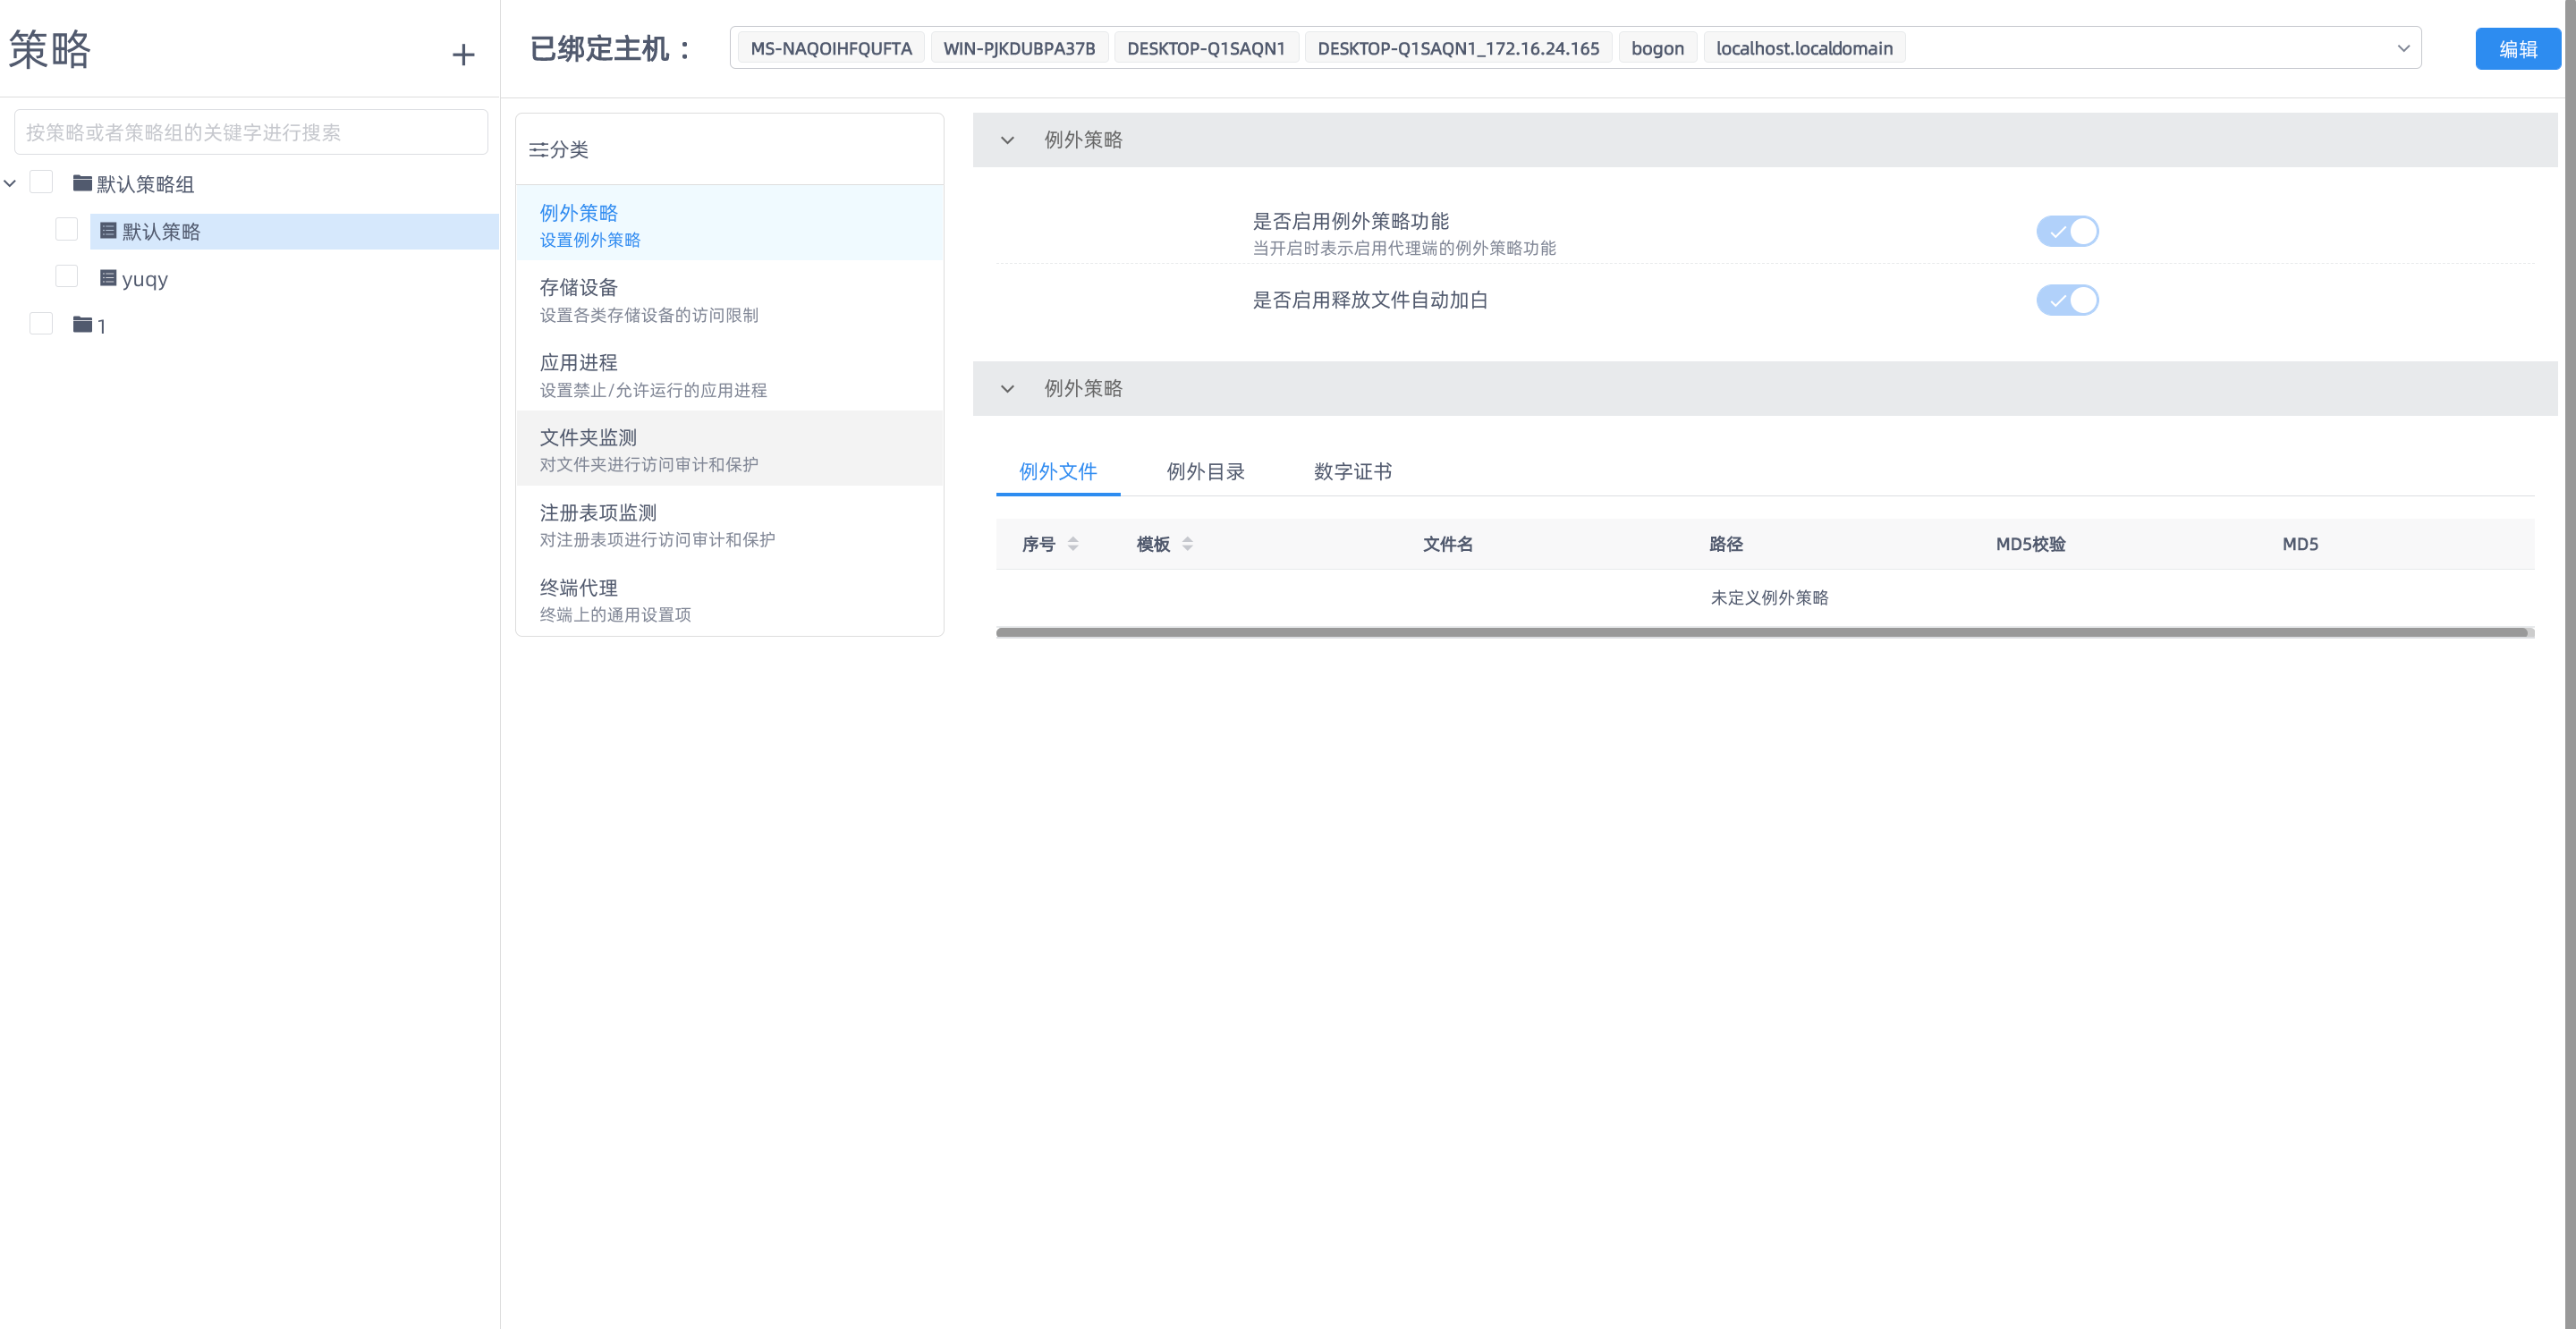 策略
已绑定主机：
MS-NAQOIHFQUFTA
WIN-PJKDUBPA37B
DESKTOP-Q1SAQN1
DESKTOP-Q1SAQN1_172.16.24.165
bogon
localhost.localdomain
编辑
按策略或者策略组的关键字进行搜索
默认策略组
默认策略
yuqy
1
分类
例外策略
设置例外策略
存储设备
设置各类存储设备的访问限制
应用进程
设置禁止/允许运行的应用进程
文件夹监测
对文件夹进行访问审计和保护
注册表项监测
对注册表项进行访问审计和保护
终端代理
终端上的通用设置项
例外策略
是否启用例外策略功能
当开启时表示启用代理端的例外策略功能
是否启用释放文件自动加白
例外策略
例外文件 例外目录 数字证书
序号 模板 文件名 路径 MD5校验 MD5
未定义例外策略